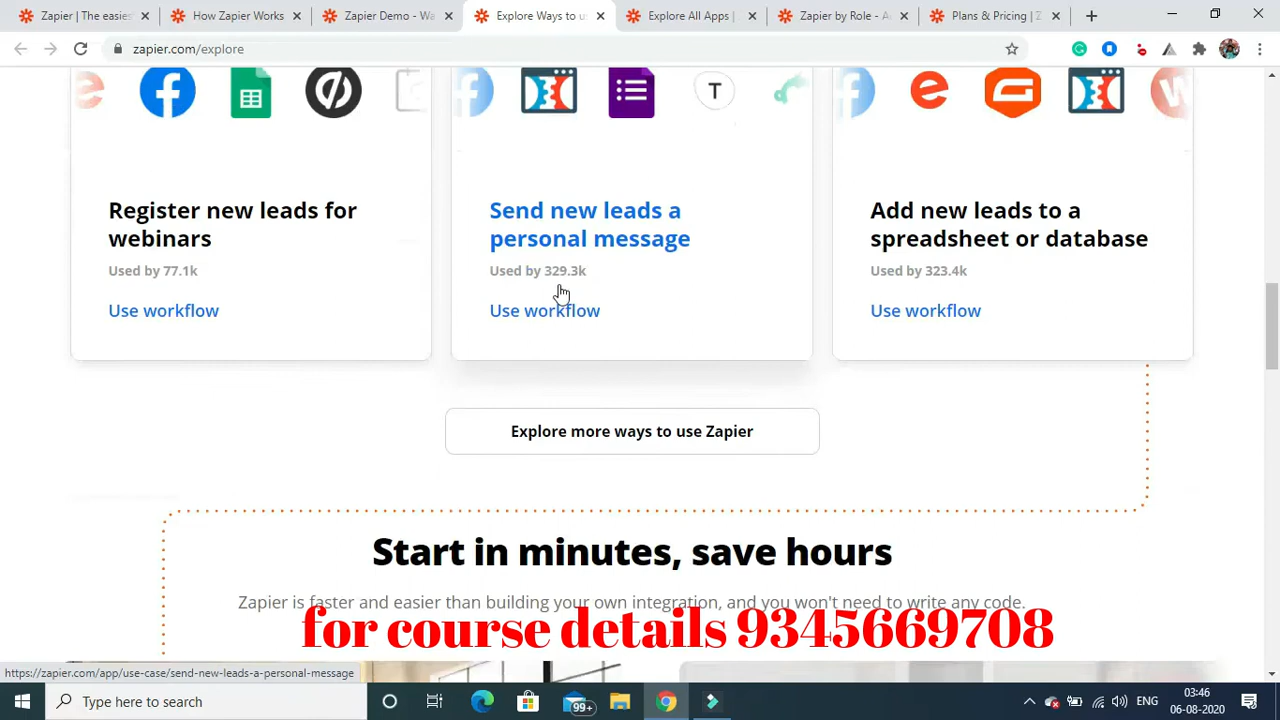 Zapier | The easies
How Zapier Works
Zapier Demo - Wa
Explore Ways to u
Explore All Apps |
Zapier by Role - A
Plans & Pricing | Z
zapier.com/explore
T
Register new leads for
webinars
Used by 77.1k
Use workflow
Send new leads a
personal message
Used by 329.3k
Use workflow
Add new leads to a
spreadsheet or database
Used by 323.4k
Use workflow
Explore more ways to use Zapier
Start in minutes, save hours
Zapier is faster and easier than building your own integration, and you won't need to write any code.
for course details 9345669708
https://zapier.com/app/use-case/send-new-leads-a-personal-message
Type here to search
99+
ENG
03:46
06-08-2020